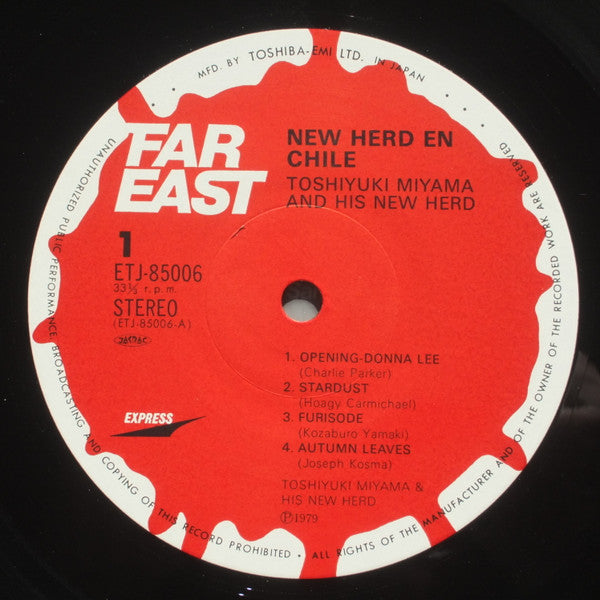 • MFD. BY TOSHIBA-EMI LTD. IN JAPAN •
FAR
EAST
NEW HERD EN
CHILE
TOSHIYUKI MIYAMA
AND HIS NEW HERD
1
ETJ-85006
33⅓ r.p.m.
STEREO
(ETJ-85006-A)
1. OPENING-DONNA LEE
(Charlie Parker)
2. STARDUST
(Hoagy Carmichael)
3. FURISODE
(Kozaburo Yamaki)
4. AUTUMN LEAVES
(Joseph Kosma)
EXPRESS
TOSHIYUKI MIYAMA &
HIS NEW HERD
Ⓟ1979
UNAUTHORIZED PUBLIC PERFORMANCE BROADCASTING AND COPYING OF THIS RECORD PROHIBITED • ALL RIGHTS OF THE MANUFACTURER AND OF THE OWNER OF THE RECORDED WORK ARE RESERVED